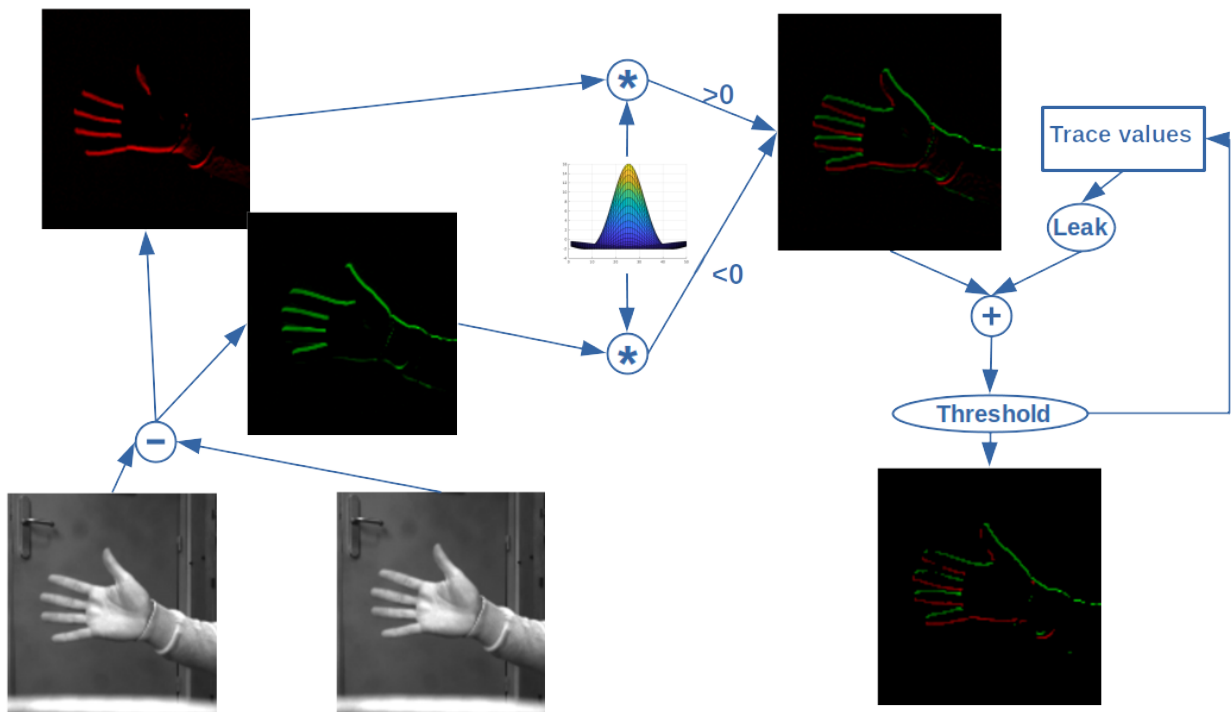 *
>0
Trace values
Leak
<0
+
*
Threshold
−